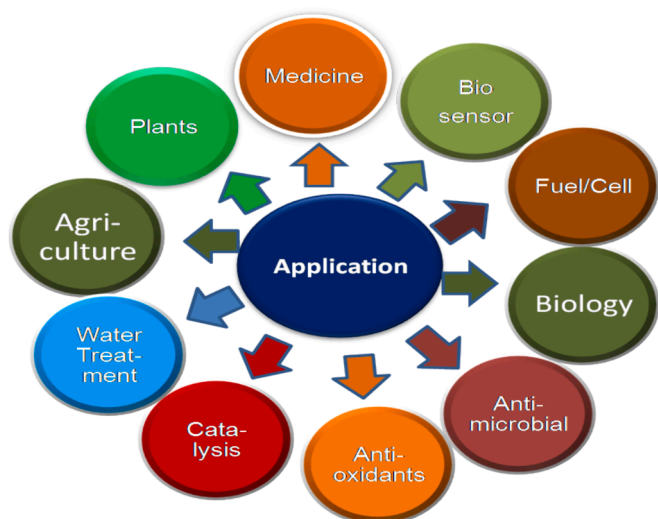 Medicine
Bio
sensor
Fuel/Cell
Biology
Anti-
microbial
Anti-
oxidants
Cata-
lysis
Water
Treat-
ment
Agri-
culture
Plants
Application